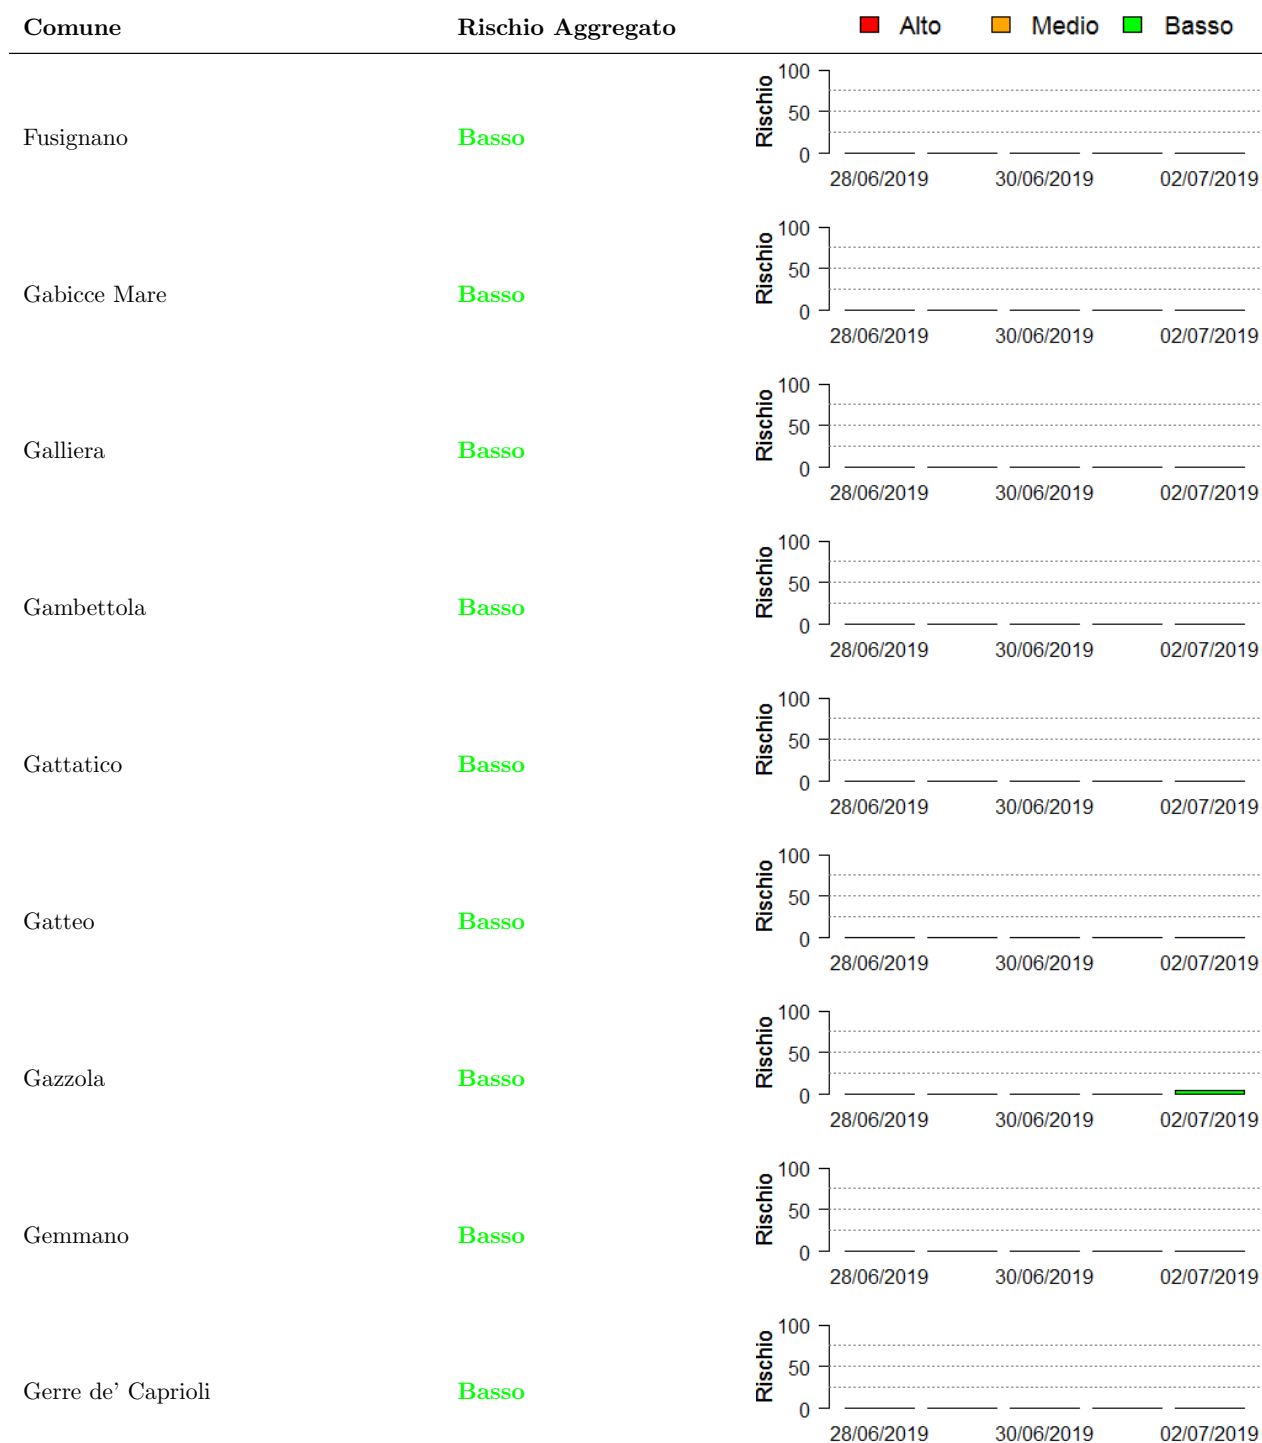 Comune Rischio Aggregato Alto Medio Basso
100
Rischio
50
Fusignano Basso
0
28/06/2019 30/06/2019 02/07/2019
100
Rischio
50
Gabicce Mare Basso
0
28/06/2019 30/06/2019 02/07/2019
100
Rischio
50
Galliera Basso
0
28/06/2019 30/06/2019 02/07/2019
100
Rischio
50
Gambettola Basso
0
28/06/2019 30/06/2019 02/07/2019
100
Rischio
50
Gattatico Basso
0
28/06/2019 30/06/2019 02/07/2019
100
Rischio
50
Gatteo Basso
0
28/06/2019 30/06/2019 02/07/2019
100
Rischio
50
Gazzola Basso
0
28/06/2019 30/06/2019 02/07/2019
100
Rischio
50
Gemmano Basso
0
28/06/2019 30/06/2019 02/07/2019
100
Rischio
50
Gerre de' Caprioli Basso
0
28/06/2019 30/06/2019 02/07/2019